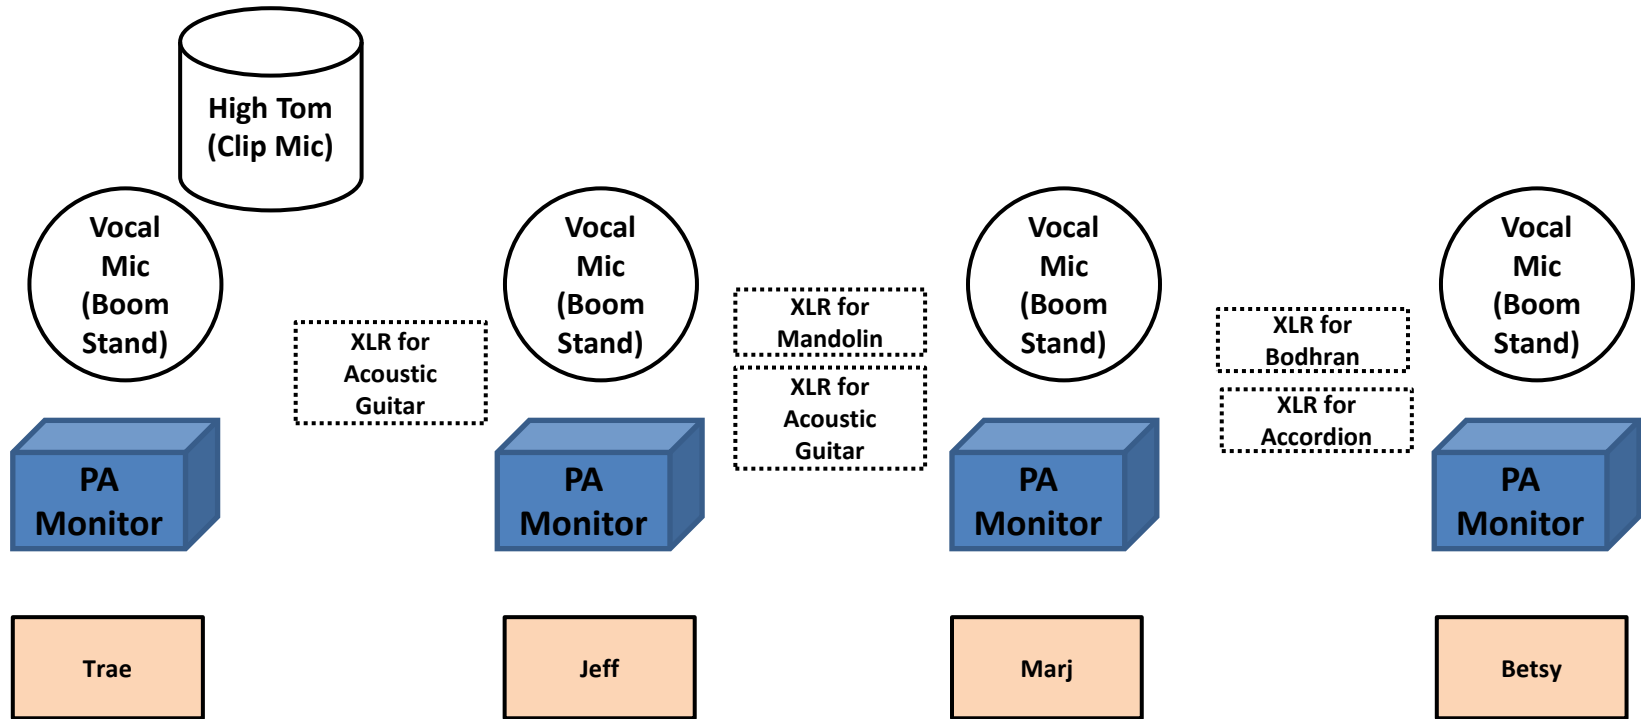 High Tom
(Clip Mic)
Vocal
Mic
(Boom
Stand)
Vocal
Mic
(Boom
Stand)
Vocal
Mic
(Boom
Stand)
Vocal
Mic
(Boom
Stand)
XLR for
Acoustic
Guitar
XLR for
Mandolin
XLR for
Acoustic
Guitar
XLR for
Bodhran
XLR for
Accordion
PA
Monitor
PA
Monitor
PA
Monitor
PA
Monitor
Trae
Jeff
Marj
Betsy